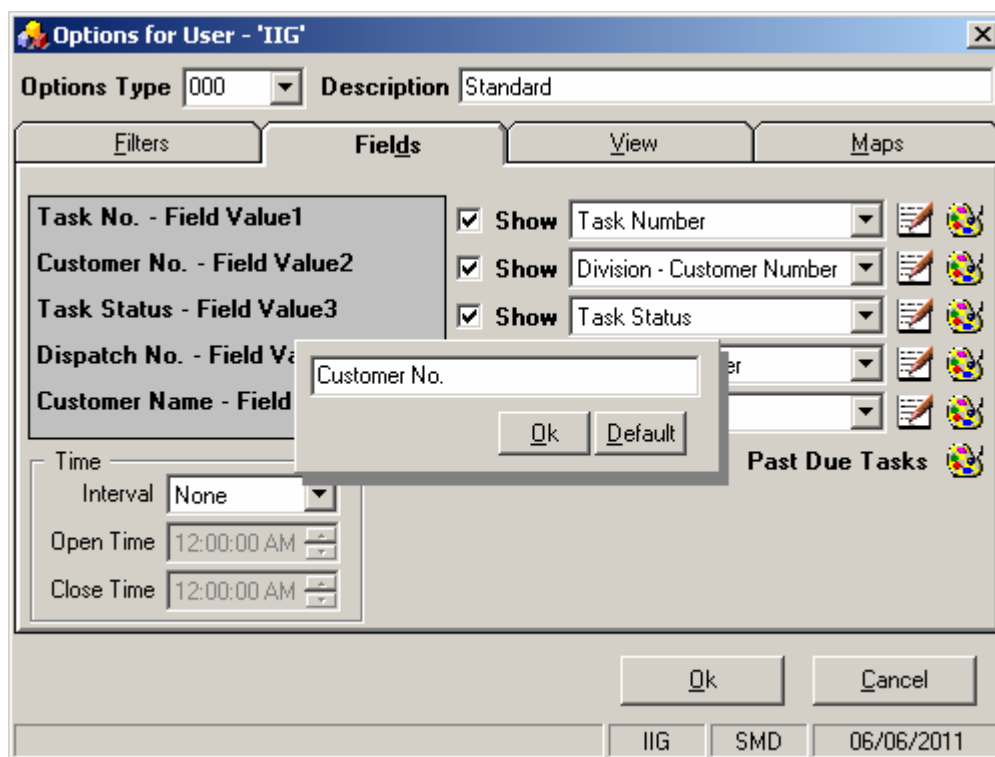 Options for User - 'IIG'
Options Type 000 Description Standard
Filters Fields View Maps
Task No. - Field Value1 Show Task Number
Customer No. - Field Value2 Show Division - Customer Number
Task Status - Field Value3 Show Task Status
Dispatch No. - Field
Customer Name - Field
Customer No.
Ok Default
Past Due Tasks
Time
Interval None
Open Time 12:00:00 AM
Close Time 12:00:00 AM
Ok Cancel
IIG SMD 06/06/2011